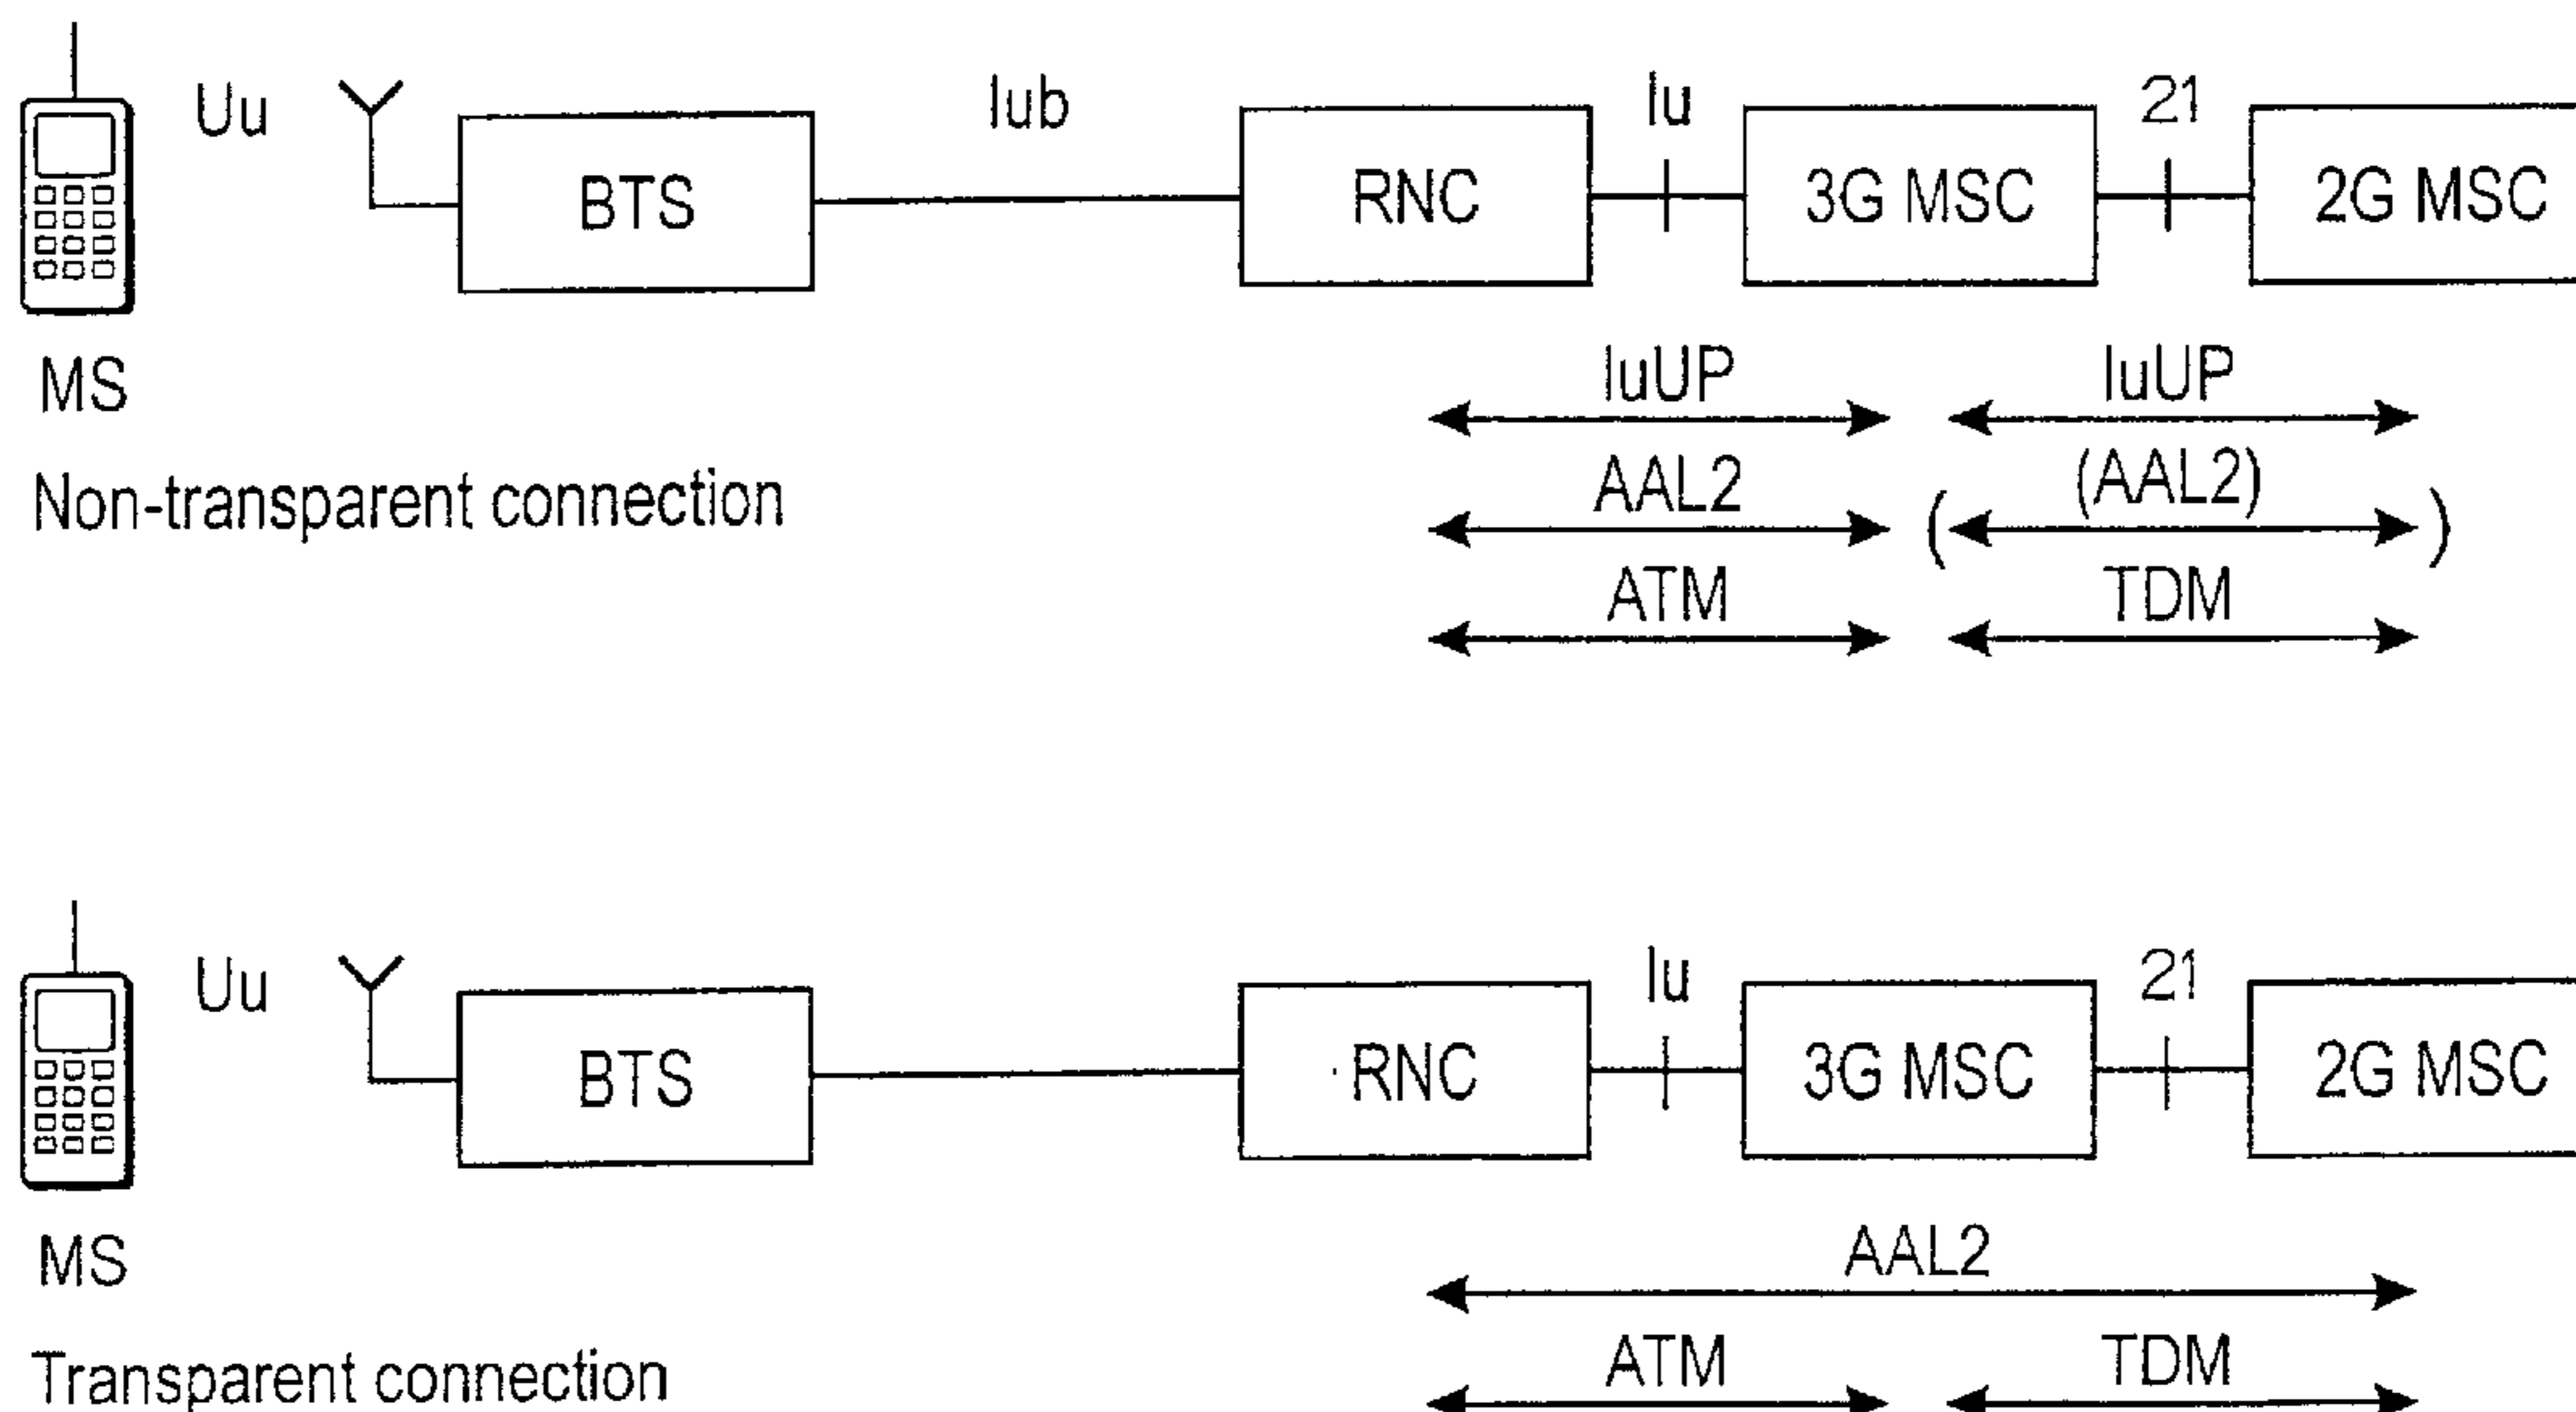 Uu Iub Iu 21
BTS RNC 3G MSC 2G MSC
MS IuUP IuUP
Non-transparent connection AAL2 (AAL2)
( )
ATM TDM
Uu Iu 21
BTS RNC 3G MSC 2G MSC
MS AAL2
Transparent connection ATM TDM